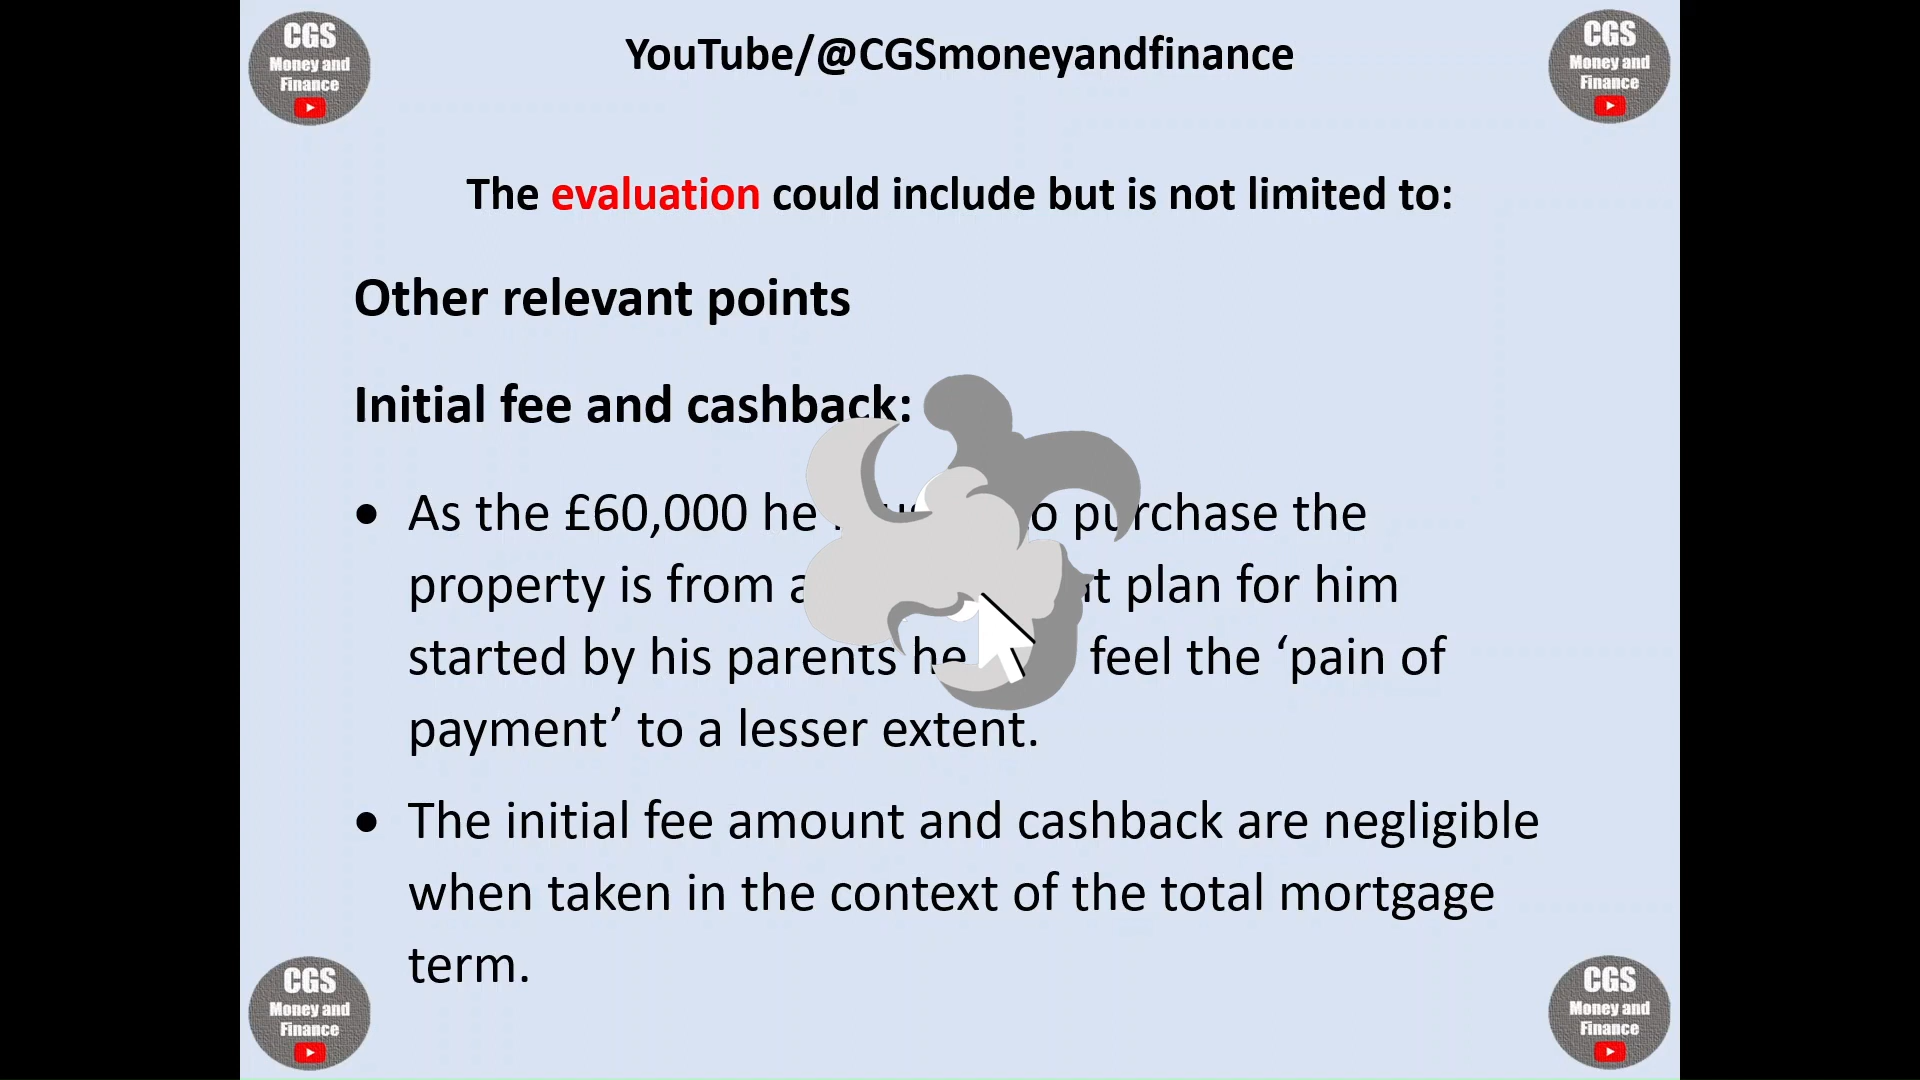 CGS
Money and
Finance
YouTube/@CGSmoneyandfinance
CGS
Money and
Finance
The evaluation could include but is not limited to:
Other relevant points
Initial fee and cashback:
• As the £60,000 he purchase the
property is from plan for him
started by his parents he feel the ‘pain of
payment’ to a lesser extent.
• The initial fee amount and cashback are negligible
when taken in the context of the total mortgage
term.
CGS
Money and
Finance
CGS
Money and
Finance